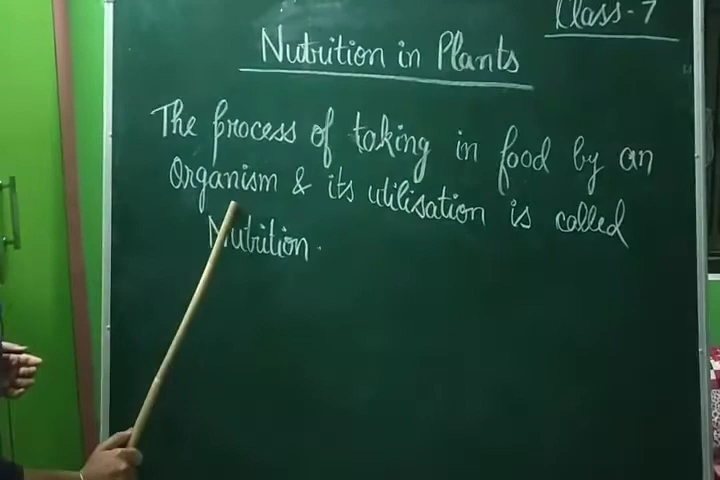 Class-7
Nutrition in Plants
The process of taking in food by an
Organism & its utilisation is called
Nutrition.